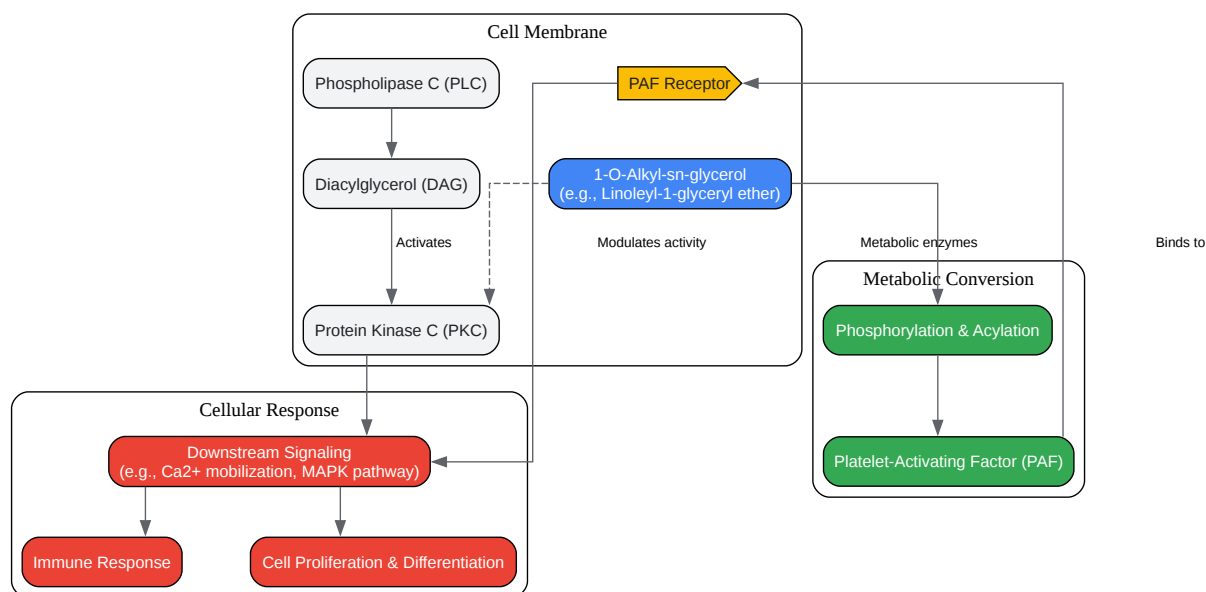 Cell Membrane
Phospholipase C (PLC)
PAF Receptor
Diacylglycerol (DAG)
1-O-Alkyl-sn-glycerol
(e.g., Linoleyl-1-glyceryl ether)
Activates
Modulates activity
Metabolic enzymes
Binds to
Metabolic Conversion
Protein Kinase C (PKC)
Phosphorylation & Acylation
Cellular Response
Downstream Signaling
(e.g., Ca2+ mobilization, MAPK pathway)
Platelet-Activating Factor (PAF)
Immune Response
Cell Proliferation & Differentiation